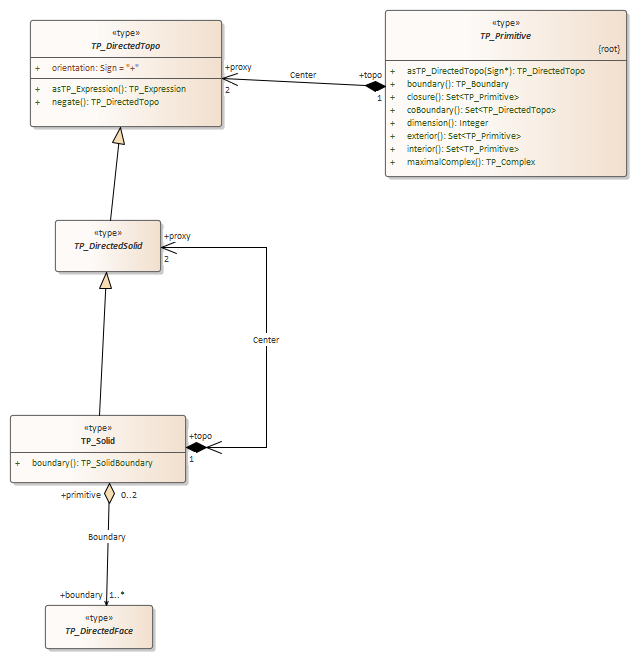 «type»
TP_DirectedTopo
+ orientation: Sign = "+"
+ asTP_Expression(): TP_Expression
+ negate(): TP_DirectedTopo
+proxy
2
Center
+topo
1
«type»
TP_Primitive
{root}
+ asTP_DirectedTopo(Sign*): TP_DirectedTopo
+ boundary(): TP_Boundary
+ closure(): Set<TP_Primitive>
+ coBoundary(): Set<TP_DirectedTopo>
+ dimension(): Integer
+ exterior(): Set<TP_Primitive>
+ interior(): Set<TP_Primitive>
+ maximalComplex(): TP_Complex
«type»
TP_DirectedSolid
+proxy
2
Center
«type»
TP_Solid
+ boundary(): TP_SolidBoundary
+topo
1
+primitive 0..2
Boundary
+boundary 1..*
«type»
TP_DirectedFace